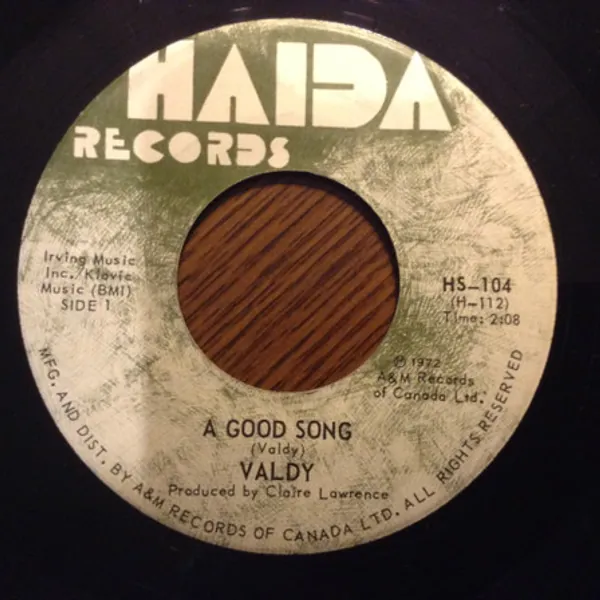 HAIDA
RECORDS
Irving Music
Inc. Klavie
Music (BMI)
SIDE 1
HS-104
(H-112)
Time: 2:08
℗ 1972
A&M Records
of Canada Ltd.
A GOOD SONG
(Valdy)
VALDY
Produced by Claire Lawrence
MFG. AND DIST. BY A&M RECORDS OF CANADA LTD. ALL RIGHTS RESERVED